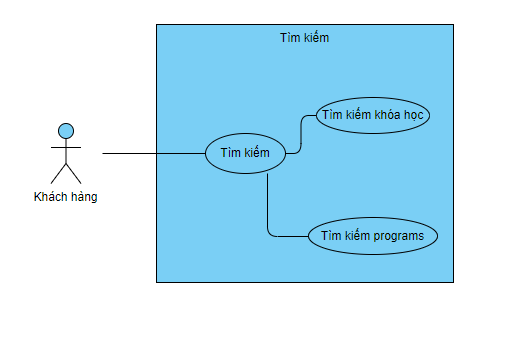 Tìm kiếm
Tìm kiếm khóa học
Tìm kiếm
Khách hàng
Tìm kiếm programs